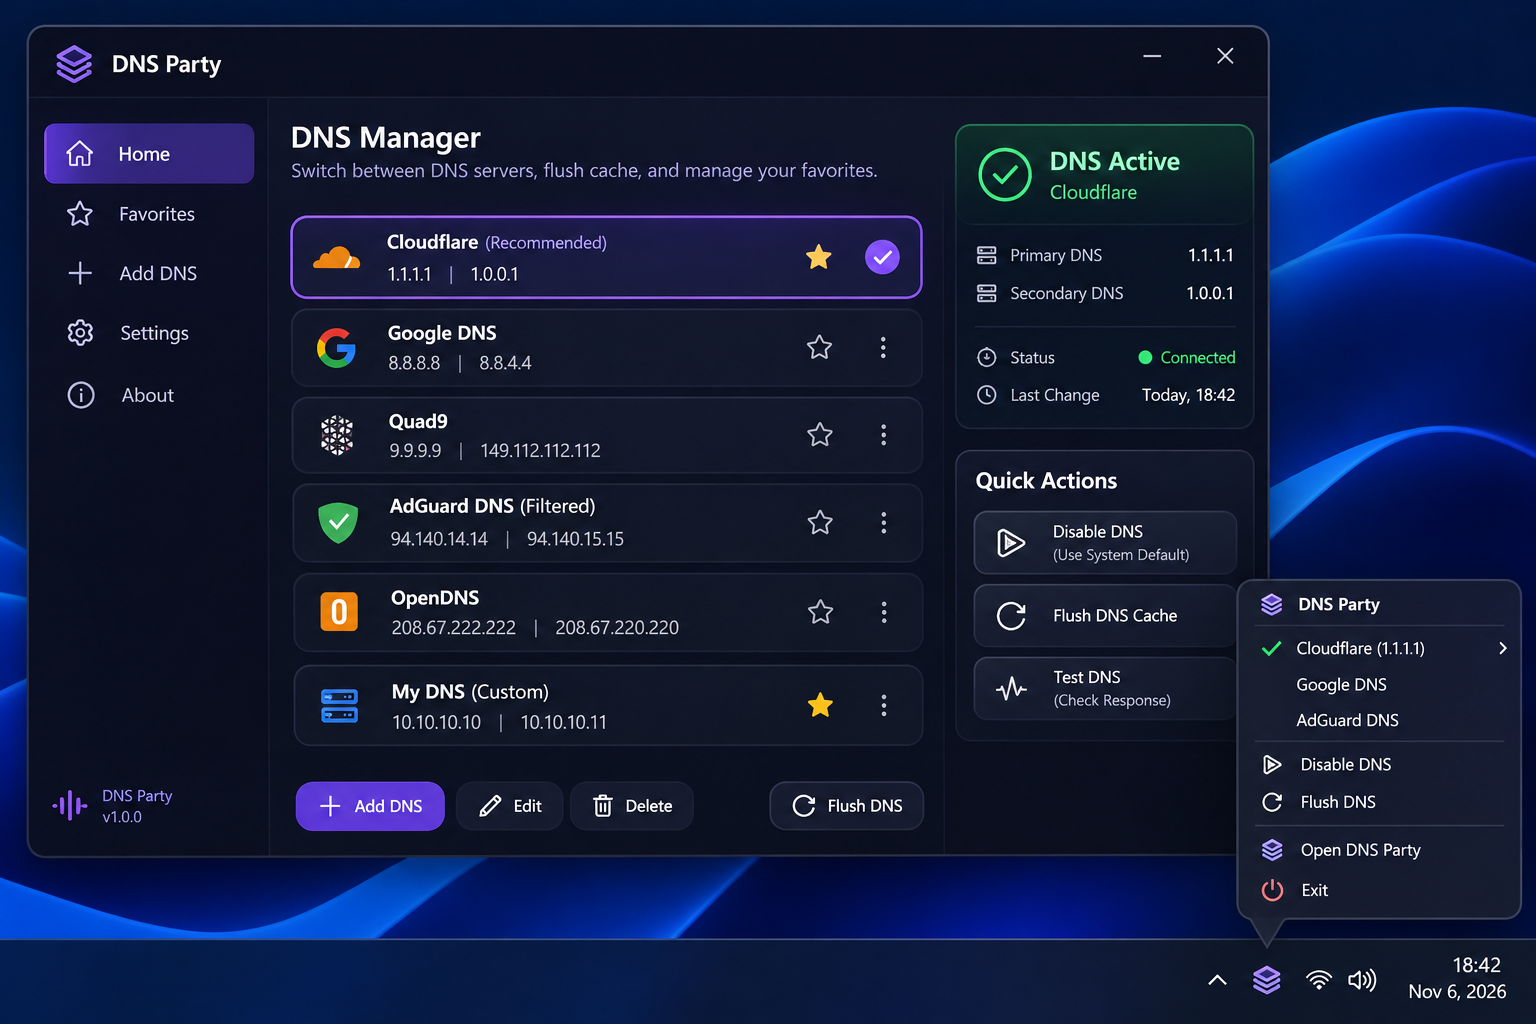 DNS Party
Home
Favorites
Add DNS
Settings
About
DNS Party
v1.0.0
DNS Manager
Switch between DNS servers, flush cache, and manage your favorites.
Cloudflare (Recommended)
1.1.1.1 | 1.0.0.1
Google DNS
8.8.8.8 | 8.8.4.4
Quad9
9.9.9.9 | 149.112.112.112
AdGuard DNS (Filtered)
94.140.14.14 | 94.140.15.15
OpenDNS
208.67.222.222 | 208.67.220.220
My DNS (Custom)
10.10.10.10 | 10.10.10.11
Add DNS
Edit
Delete
Flush DNS
DNS Active
Cloudflare
Primary DNS 1.1.1.1
Secondary DNS 1.0.0.1
Status Connected
Last Change Today, 18:42
Quick Actions
Disable DNS
(Use System Default)
Flush DNS Cache
Test DNS
(Check Response)
DNS Party
Cloudflare (1.1.1.1)
Google DNS
AdGuard DNS
Disable DNS
Flush DNS
Open DNS Party
Exit
18:42
Nov 6, 2026